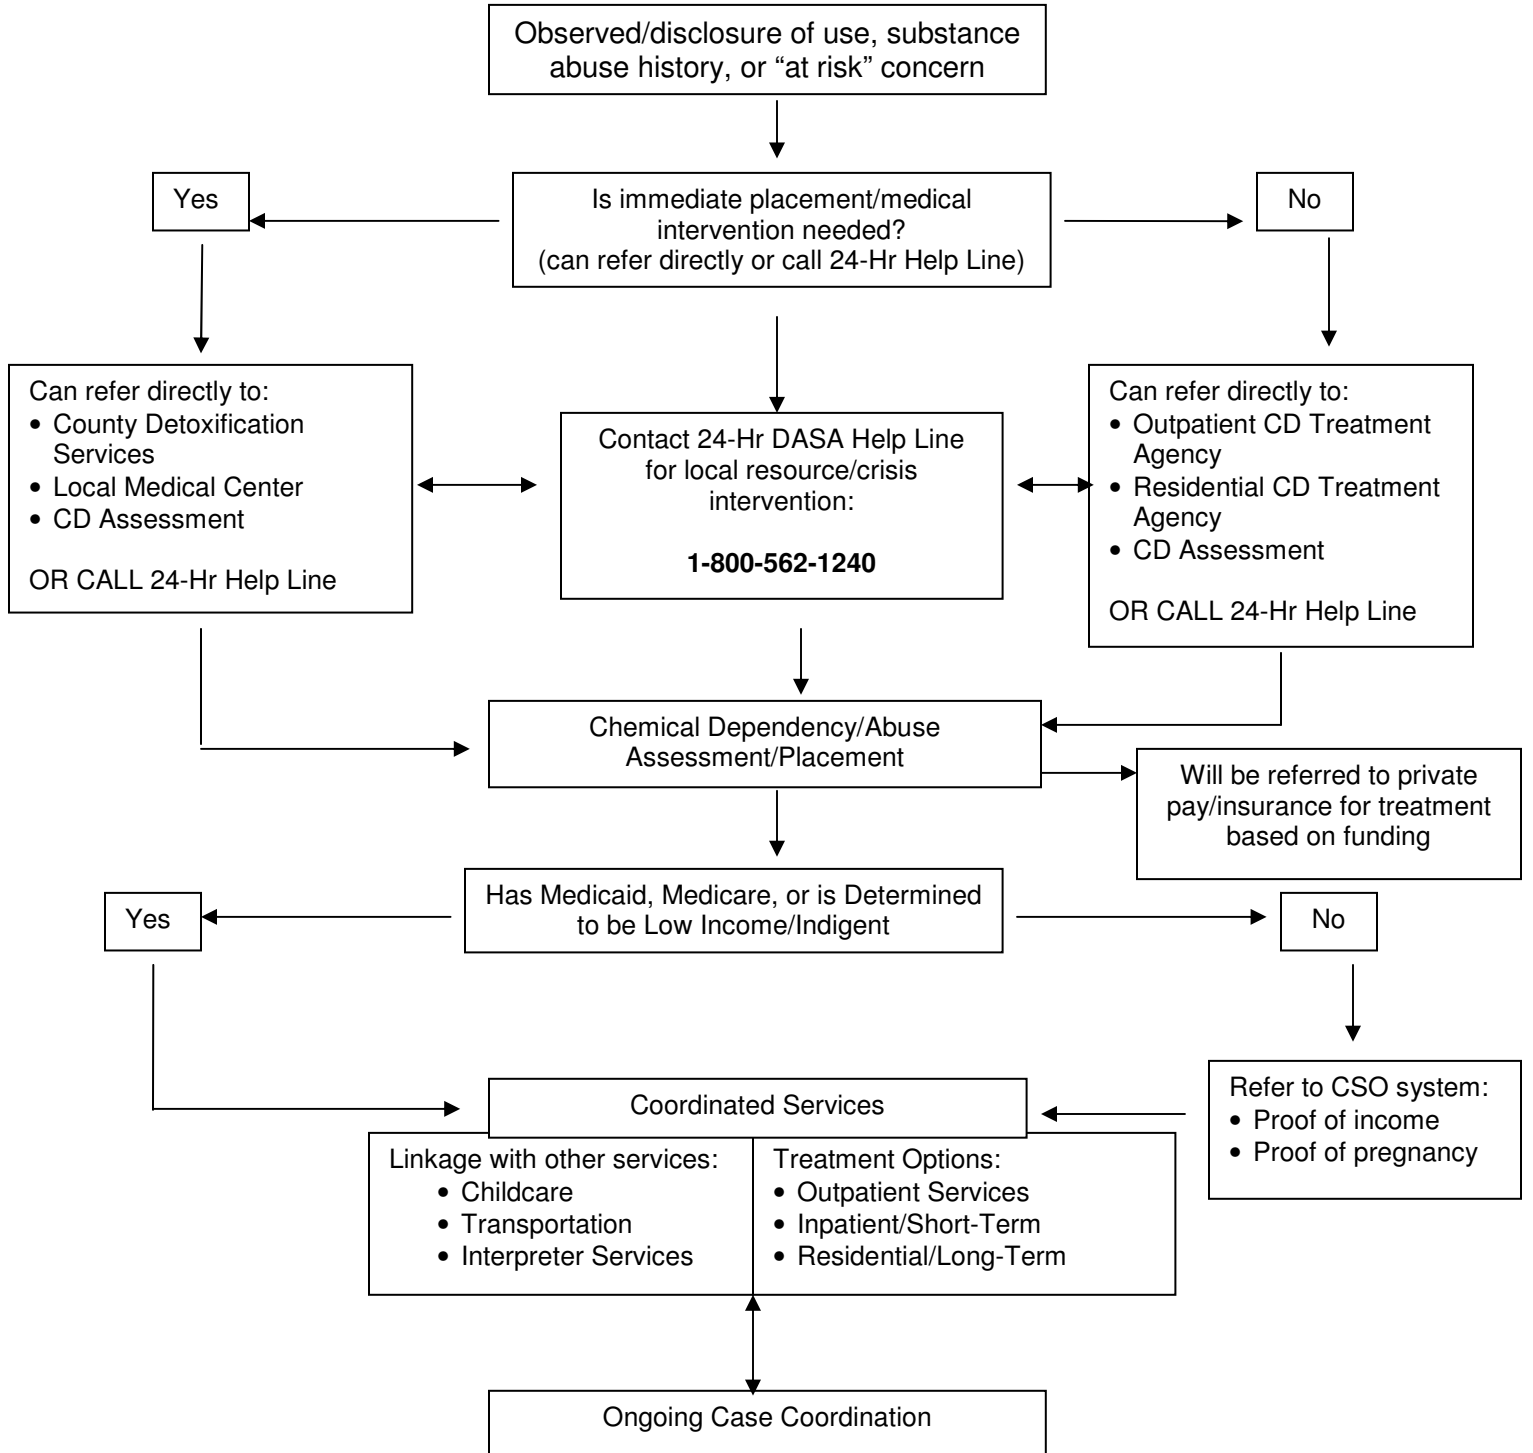 Observed/disclosure of use, substance
abuse history, or “at risk” concern
Yes
Is immediate placement/medical
intervention needed?
(can refer directly or call 24-Hr Help Line)
No
Can refer directly to:
• County Detoxification
Services
• Local Medical Center
• CD Assessment
OR CALL 24-Hr Help Line
Contact 24-Hr DASA Help Line
for local resource/crisis
intervention:
1-800-562-1240
Can refer directly to:
• Outpatient CD Treatment
Agency
• Residential CD Treatment
Agency
• CD Assessment
OR CALL 24-Hr Help Line
Chemical Dependency/Abuse
Assessment/Placement
Will be referred to private
pay/insurance for treatment
based on funding
Yes
Has Medicaid, Medicare, or is Determined
to be Low Income/Indigent
No
Refer to CSO system:
• Proof of income
• Proof of pregnancy
Coordinated Services
Linkage with other services:
• Childcare
• Transportation
• Interpreter Services
Treatment Options:
• Outpatient Services
• Inpatient/Short-Term
• Residential/Long-Term
Ongoing Case Coordination